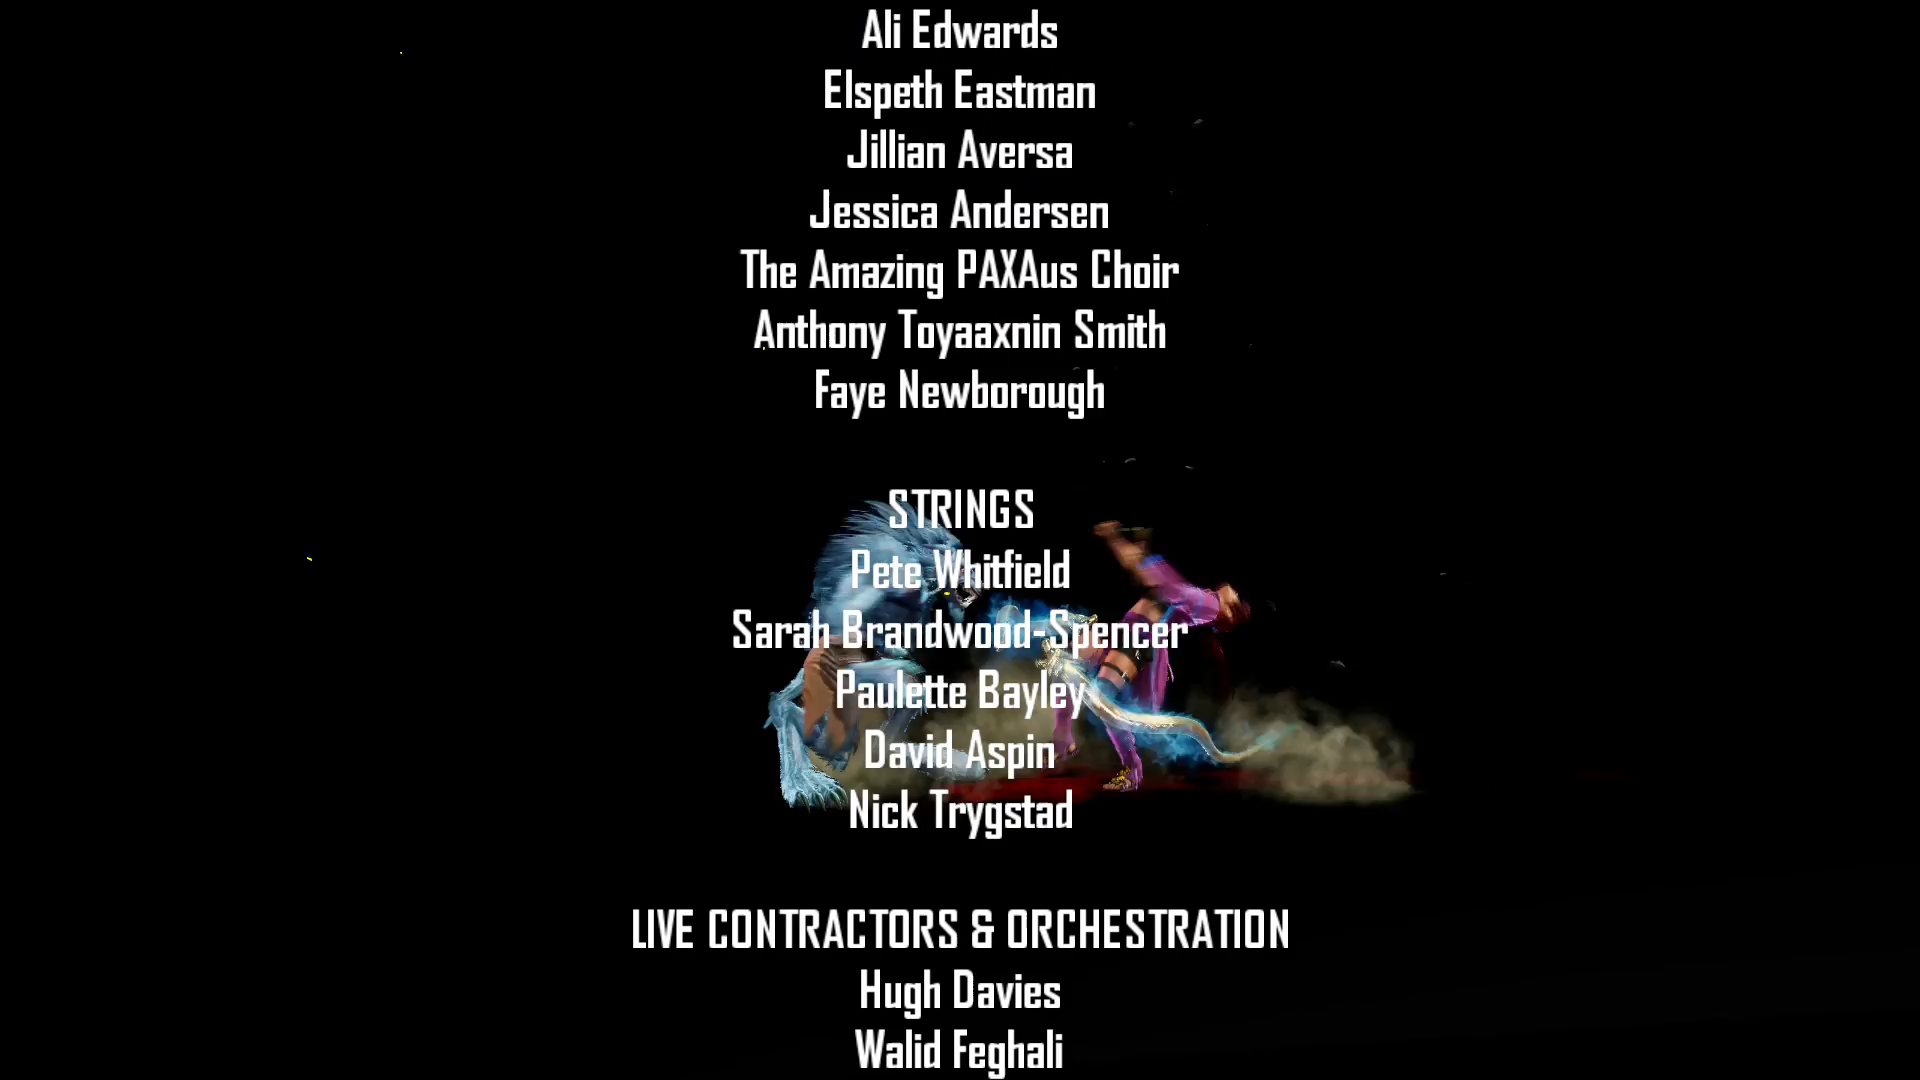 Ali Edwards
Elspeth Eastman
Jillian Aversa
Jessica Andersen
The Amazing PAXAus Choir
Anthony Toyaaxnin Smith
Faye Newborough
STRINGS
Pete Whitfield
Sarah Brandwood-Spencer
Paulette Bayley
David Aspin
Nick Trygstad
LIVE CONTRACTORS & ORCHESTRATION
Hugh Davies
Walid Feghali